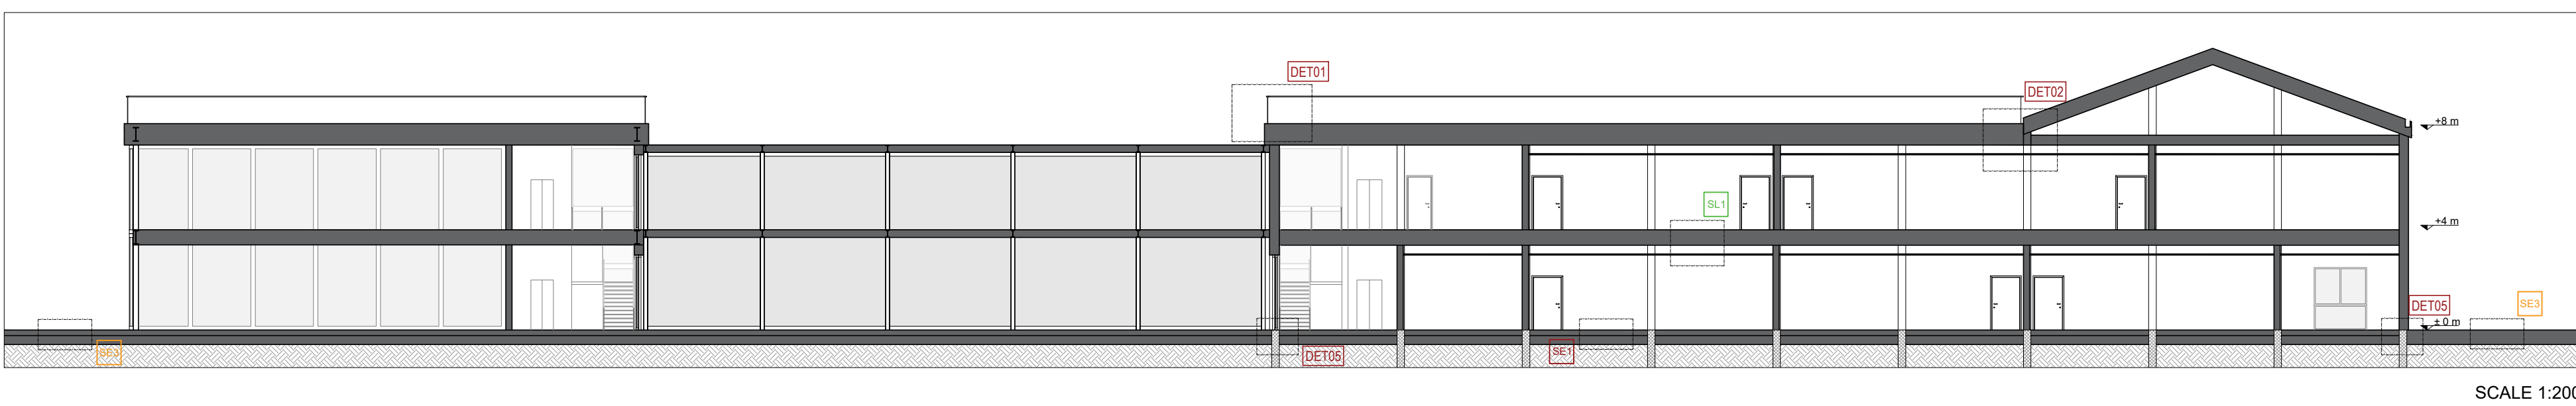 DET01
DET02
+8 m
SL1
+4 m
SE3
DET05
± 0 m
SE3
DET05
SE1
SCALE 1:200